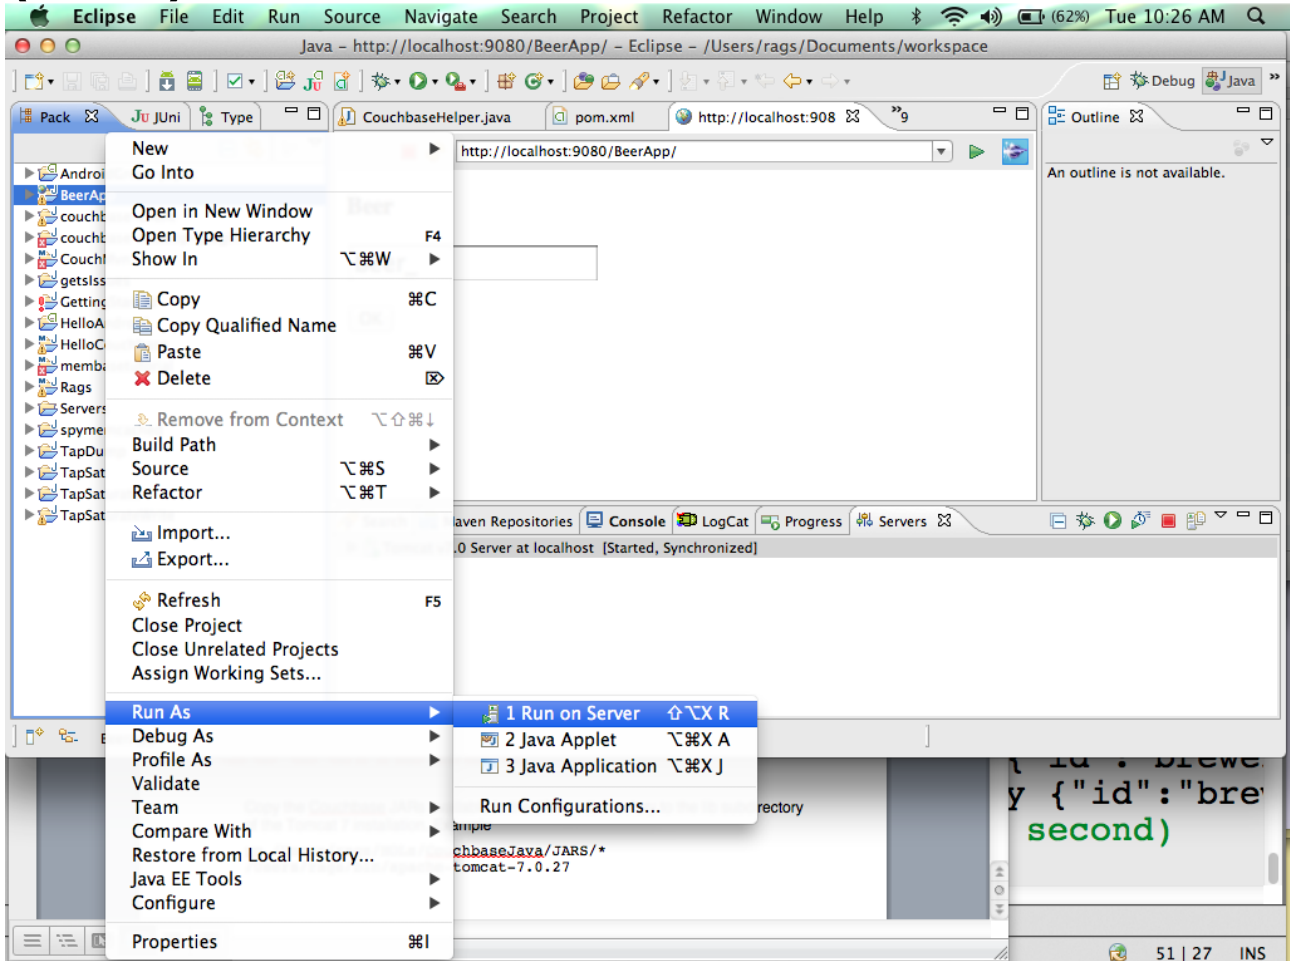 Eclipse File Edit Run Source Navigate Search Project Refactor Window Help (62%) Tue 10:26 AM
Java – http://localhost:9080/BeerApp/ – Eclipse – /Users/rags/Documents/workspace
Debug Java »
Pack JUni Type CouchbaseHelper.java pom.xml http://localhost:908 »9 Outline
http://localhost:9080/BeerApp/
An outline is not available.
Androi
BeerAp
couchb
couchb
Couch
getsIss
Getting
HelloA
HelloC
memba
Rags
Servers
spyme
TapDu
TapSat
TapSat
TapSat
New
Go Into
Open in New Window
Open Type Hierarchy F4
Show In ⌥⌘W
Copy ⌘C
Copy Qualified Name
Paste ⌘V
Delete ⌦
Remove from Context ⌥⇧⌘↓
Build Path
Source ⌥⌘S
Refactor ⌥⌘T
Import...
Export...
Refresh F5
Close Project
Close Unrelated Projects
Assign Working Sets...
Run As
Debug As
Profile As
Validate
Team
Compare With
Restore from Local History...
Java EE Tools
Configure
Properties ⌘I
Beer
OK
aven Repositories Console LogCat Progress Servers
.0 Server at localhost [Started, Synchronized]
1 Run on Server ⇧⌥X R
2 Java Applet ⌥⌘X A
3 Java Application ⌥⌘X J
Run Configurations...
rectory
ample
chbaseJava/JARS/*
tomcat-7.0.27
{"id":"brewe
y {"id":"bre
second)
51 | 27 INS